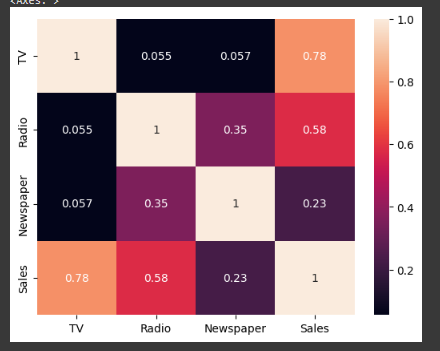 <Axes: >
TV 1 0.055 0.057 0.78 1.0
0.8
Radio 0.055 1 0.35 0.58
0.6
Newspaper 0.057 0.35 1 0.23
0.4
Sales 0.78 0.58 0.23 1
0.2
TV Radio Newspaper Sales